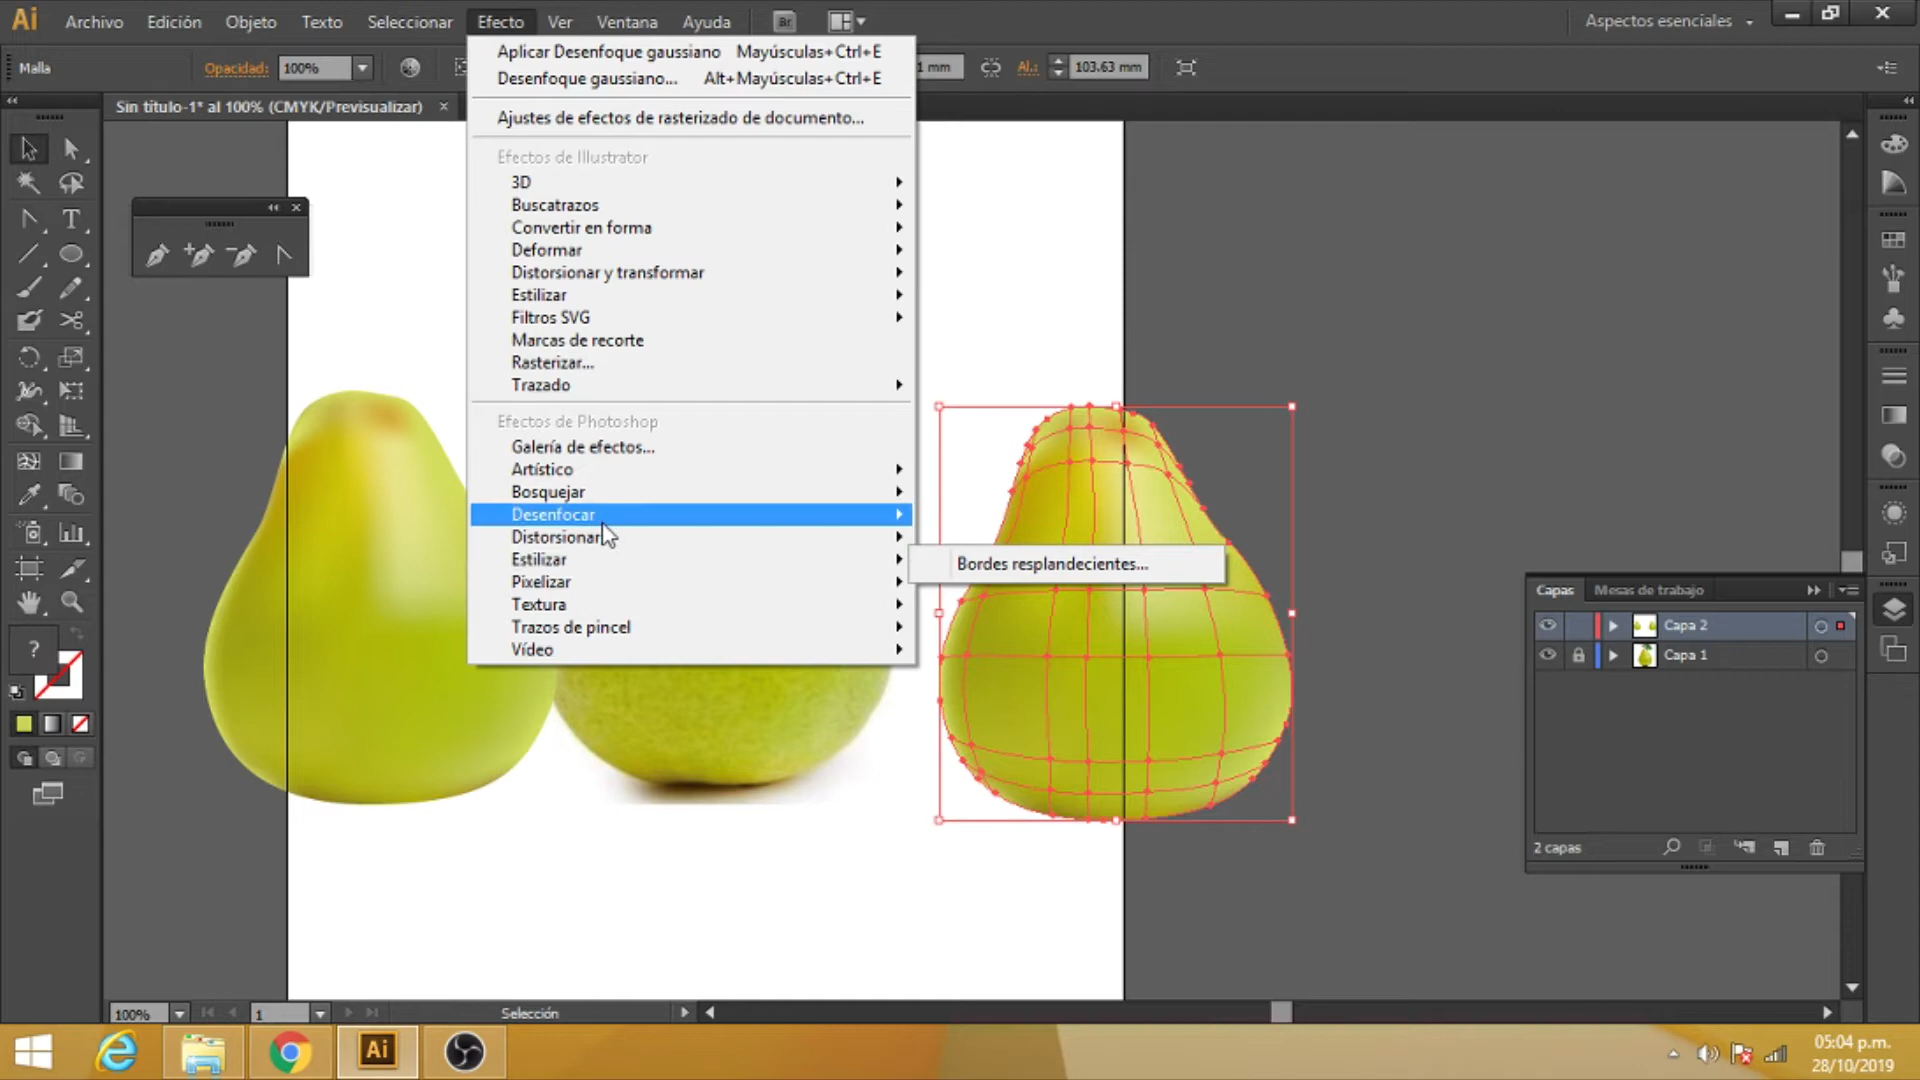 Ai Archivo Edición Objeto Texto Seleccionar Efecto Ver Ventana Ayuda Br Aspectos esenciales
Malla Opacidad: 100% 1 mm Al.: 103.63 mm
Sin título-1* al 100% (CMYK/Previsualizar)
Aplicar Desenfoque gaussiano Mayúsculas+Ctrl+E
Desenfoque gaussiano... Alt+Mayúsculas+Ctrl+E
Ajustes de efectos de rasterizado de documento...
Efectos de Illustrator
3D
Buscatrazos
Convertir en forma
Deformar
Distorsionar y transformar
Estilizar
Filtros SVG
Marcas de recorte
Rasterizar...
Trazado
Efectos de Photoshop
Galería de efectos...
Artístico
Bosquejar
Desenfocar
Distorsionar
Estilizar
Pixelizar
Textura
Trazos de pincel
Vídeo
Bordes resplandecientes...
T
?
Capas Mesas de trabajo
Capa 2
Capa 1
2 capas
100% 1 Selección
Ai
05:04 p.m.
28/10/2019